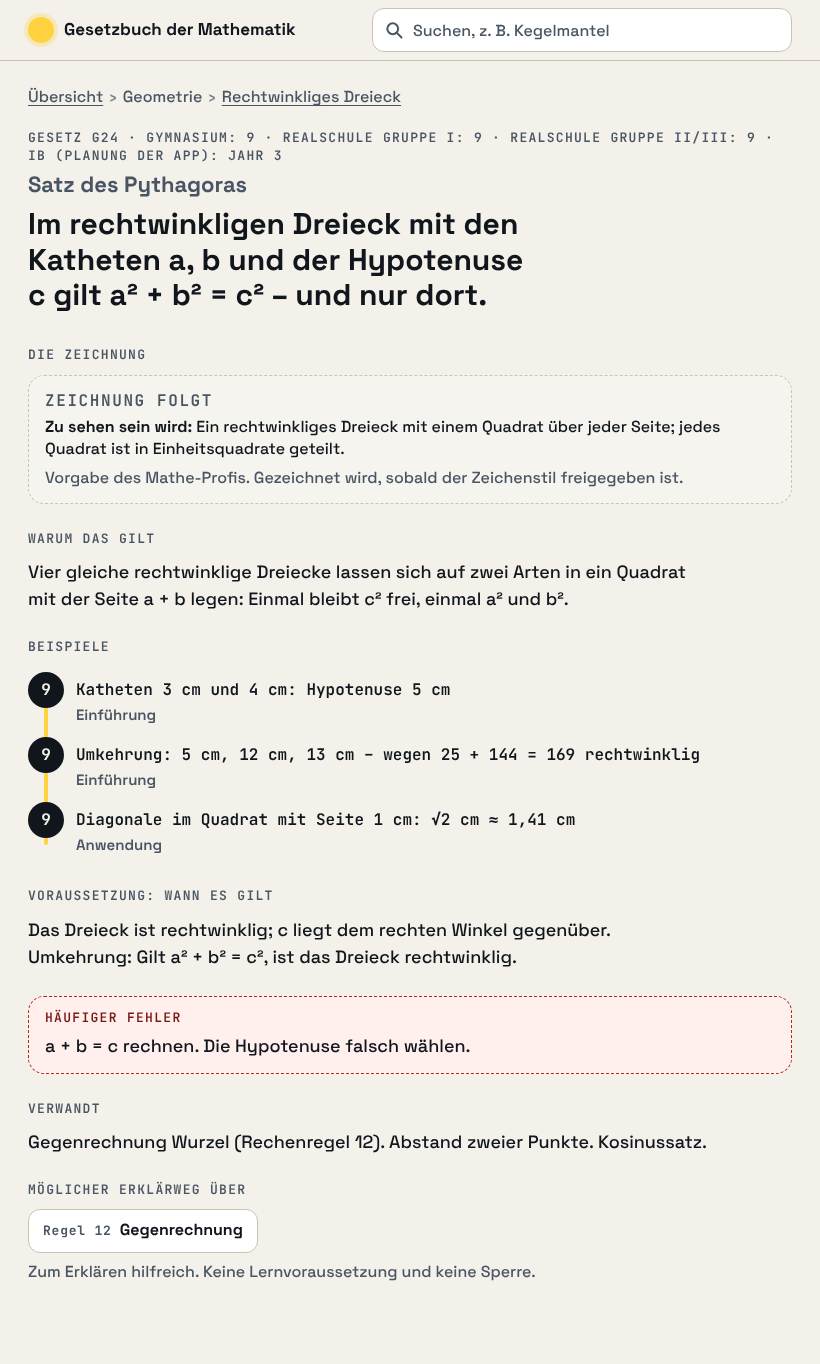 Gesetzbuch der Mathematik
Suchen, z. B. Kegelmantel
Übersicht > Geometrie > Rechtwinkliges Dreieck
GESETZ G24 · GYMNASIUM: 9 · REALSCHULE GRUPPE I: 9 · REALSCHULE GRUPPE II/III: 9 ·
IB (PLANUNG DER APP): JAHR 3
Satz des Pythagoras
Im rechtwinkligen Dreieck mit den
Katheten a, b und der Hypotenuse
c gilt a² + b² = c² – und nur dort.
DIE ZEICHNUNG
ZEICHNUNG FOLGT
Zu sehen sein wird: Ein rechtwinkliges Dreieck mit einem Quadrat über jeder Seite; jedes
Quadrat ist in Einheitsquadrate geteilt.
Vorgabe des Mathe-Profis. Gezeichnet wird, sobald der Zeichenstil freigegeben ist.
WARUM DAS GILT
Vier gleiche rechtwinklige Dreiecke lassen sich auf zwei Arten in ein Quadrat
mit der Seite a + b legen: Einmal bleibt c² frei, einmal a² und b².
BEISPIELE
9 Katheten 3 cm und 4 cm: Hypotenuse 5 cm
Einführung
9 Umkehrung: 5 cm, 12 cm, 13 cm – wegen 25 + 144 = 169 rechtwinklig
Einführung
9 Diagonale im Quadrat mit Seite 1 cm: √2 cm ≈ 1,41 cm
Anwendung
VORAUSSETZUNG: WANN ES GILT
Das Dreieck ist rechtwinklig; c liegt dem rechten Winkel gegenüber.
Umkehrung: Gilt a² + b² = c², ist das Dreieck rechtwinklig.
HÄUFIGER FEHLER
a + b = c rechnen. Die Hypotenuse falsch wählen.
VERWANDT
Gegenrechnung Wurzel (Rechenregel 12). Abstand zweier Punkte. Kosinussatz.
MÖGLICHER ERKLÄRWEG ÜBER
Regel 12 Gegenrechnung
Zum Erklären hilfreich. Keine Lernvoraussetzung und keine Sperre.